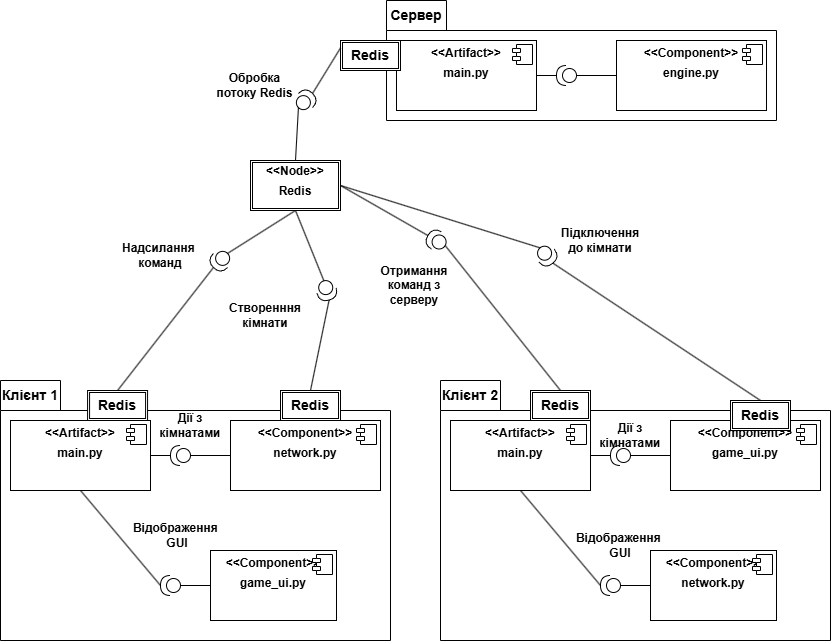 Сервер
Redis
<<Artifact>>
main.py
<<Component>>
engine.py
Обробка
потоку Redis
<<Node>>
Redis
Надсилання
команд
Створенння
кімнати
Отримання
команд з
серверу
Підключення
до кімнати
Клієнт 1
Redis
Redis
<<Artifact>>
main.py
Дії з
кімнатами
<<Component>>
network.py
Відображення
GUI
<<Component>>
game_ui.py
Клієнт 2
Redis
Redis
<<Artifact>>
main.py
Дії з
кімнатами
<<Component>>
game_ui.py
Відображення
GUI
<<Component>>
network.py